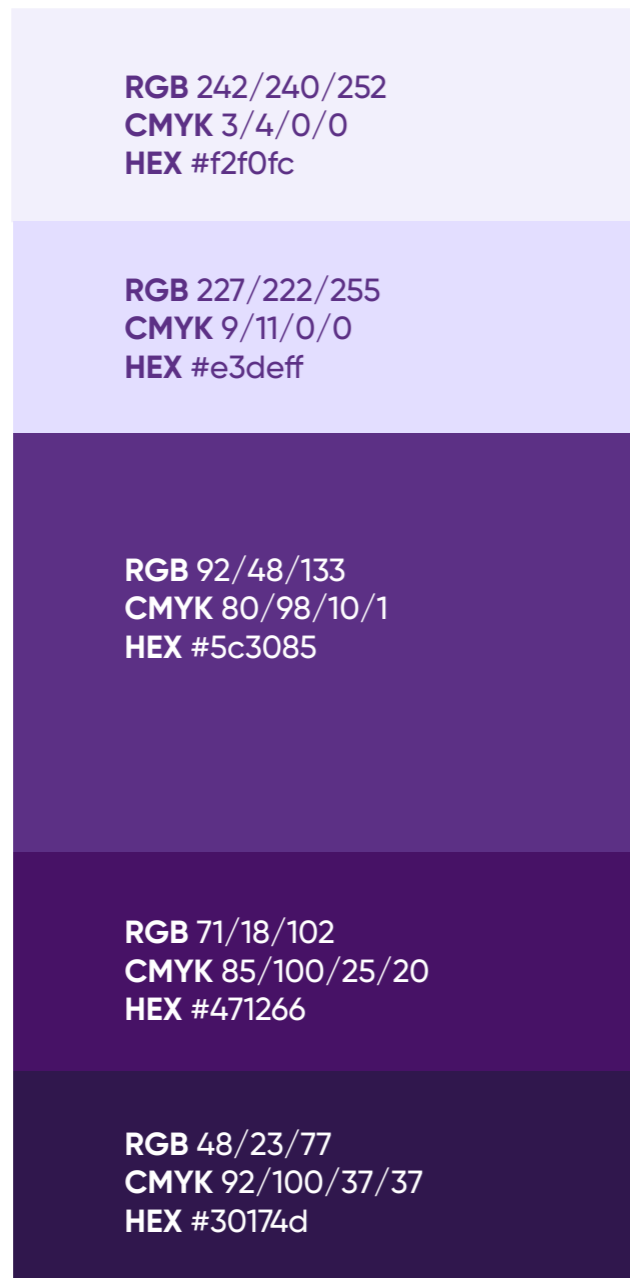 RGB 242/240/252
CMYK 3/4/0/0
HEX #f2f0fc
RGB 227/222/255
CMYK 9/11/0/0
HEX #e3deff
RGB 92/48/133
CMYK 80/98/10/1
HEX #5c3085
RGB 71/18/102
CMYK 85/100/25/20
HEX #471266
RGB 48/23/77
CMYK 92/100/37/37
HEX #30174d